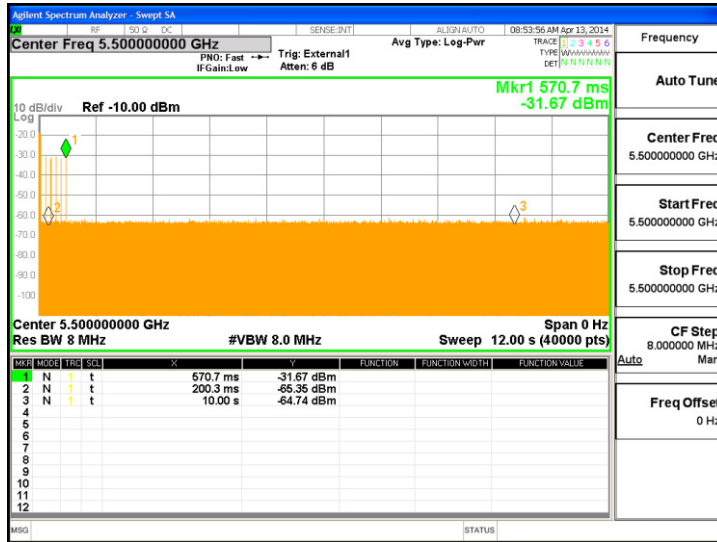 Agilent Spectrum Analyzer - Swept SA
RF 50 Ω DC SENSE:INT ALIGN AUTO 08:53:56 AM Apr 13, 2014
Center Freq 5.500000000 GHz
PNO: Fast IFGain:Low
Trig: External1 Atten: 6 dB
Avg Type: Log-Pwr
TRACE 1 2 3 4 5 6
TYPE WWWWWW
DET N N N N N N
Mkr1 570.7 ms
-31.67 dBm
10 dB/div Ref -10.00 dBm
Log
1
-20.0
-30.0
-40.0
-50.0
2
3
-60.0
-70.0
-80.0
-90.0
-100
Center 5.500000000 GHz Span 0 Hz
Res BW 8 MHz #VBW 8.0 MHz Sweep 12.00 s (40000 pts)
MKR MODE TRC SCL X Y FUNCTION FUNCTION WIDTH FUNCTION VALUE
1 N 1 t 570.7 ms -31.67 dBm
2 N 1 t 200.3 ms -65.35 dBm
3 N 1 t 10.00 s -64.74 dBm
4
5
6
7
8
9
10
11
12
MSG STATUS
Frequency
Auto Tune
Center Freq
5.500000000 GHz
Start Freq
5.500000000 GHz
Stop Freq
5.500000000 GHz
CF Step
8.000000 MHz
Auto Man
Freq Offset
0 Hz